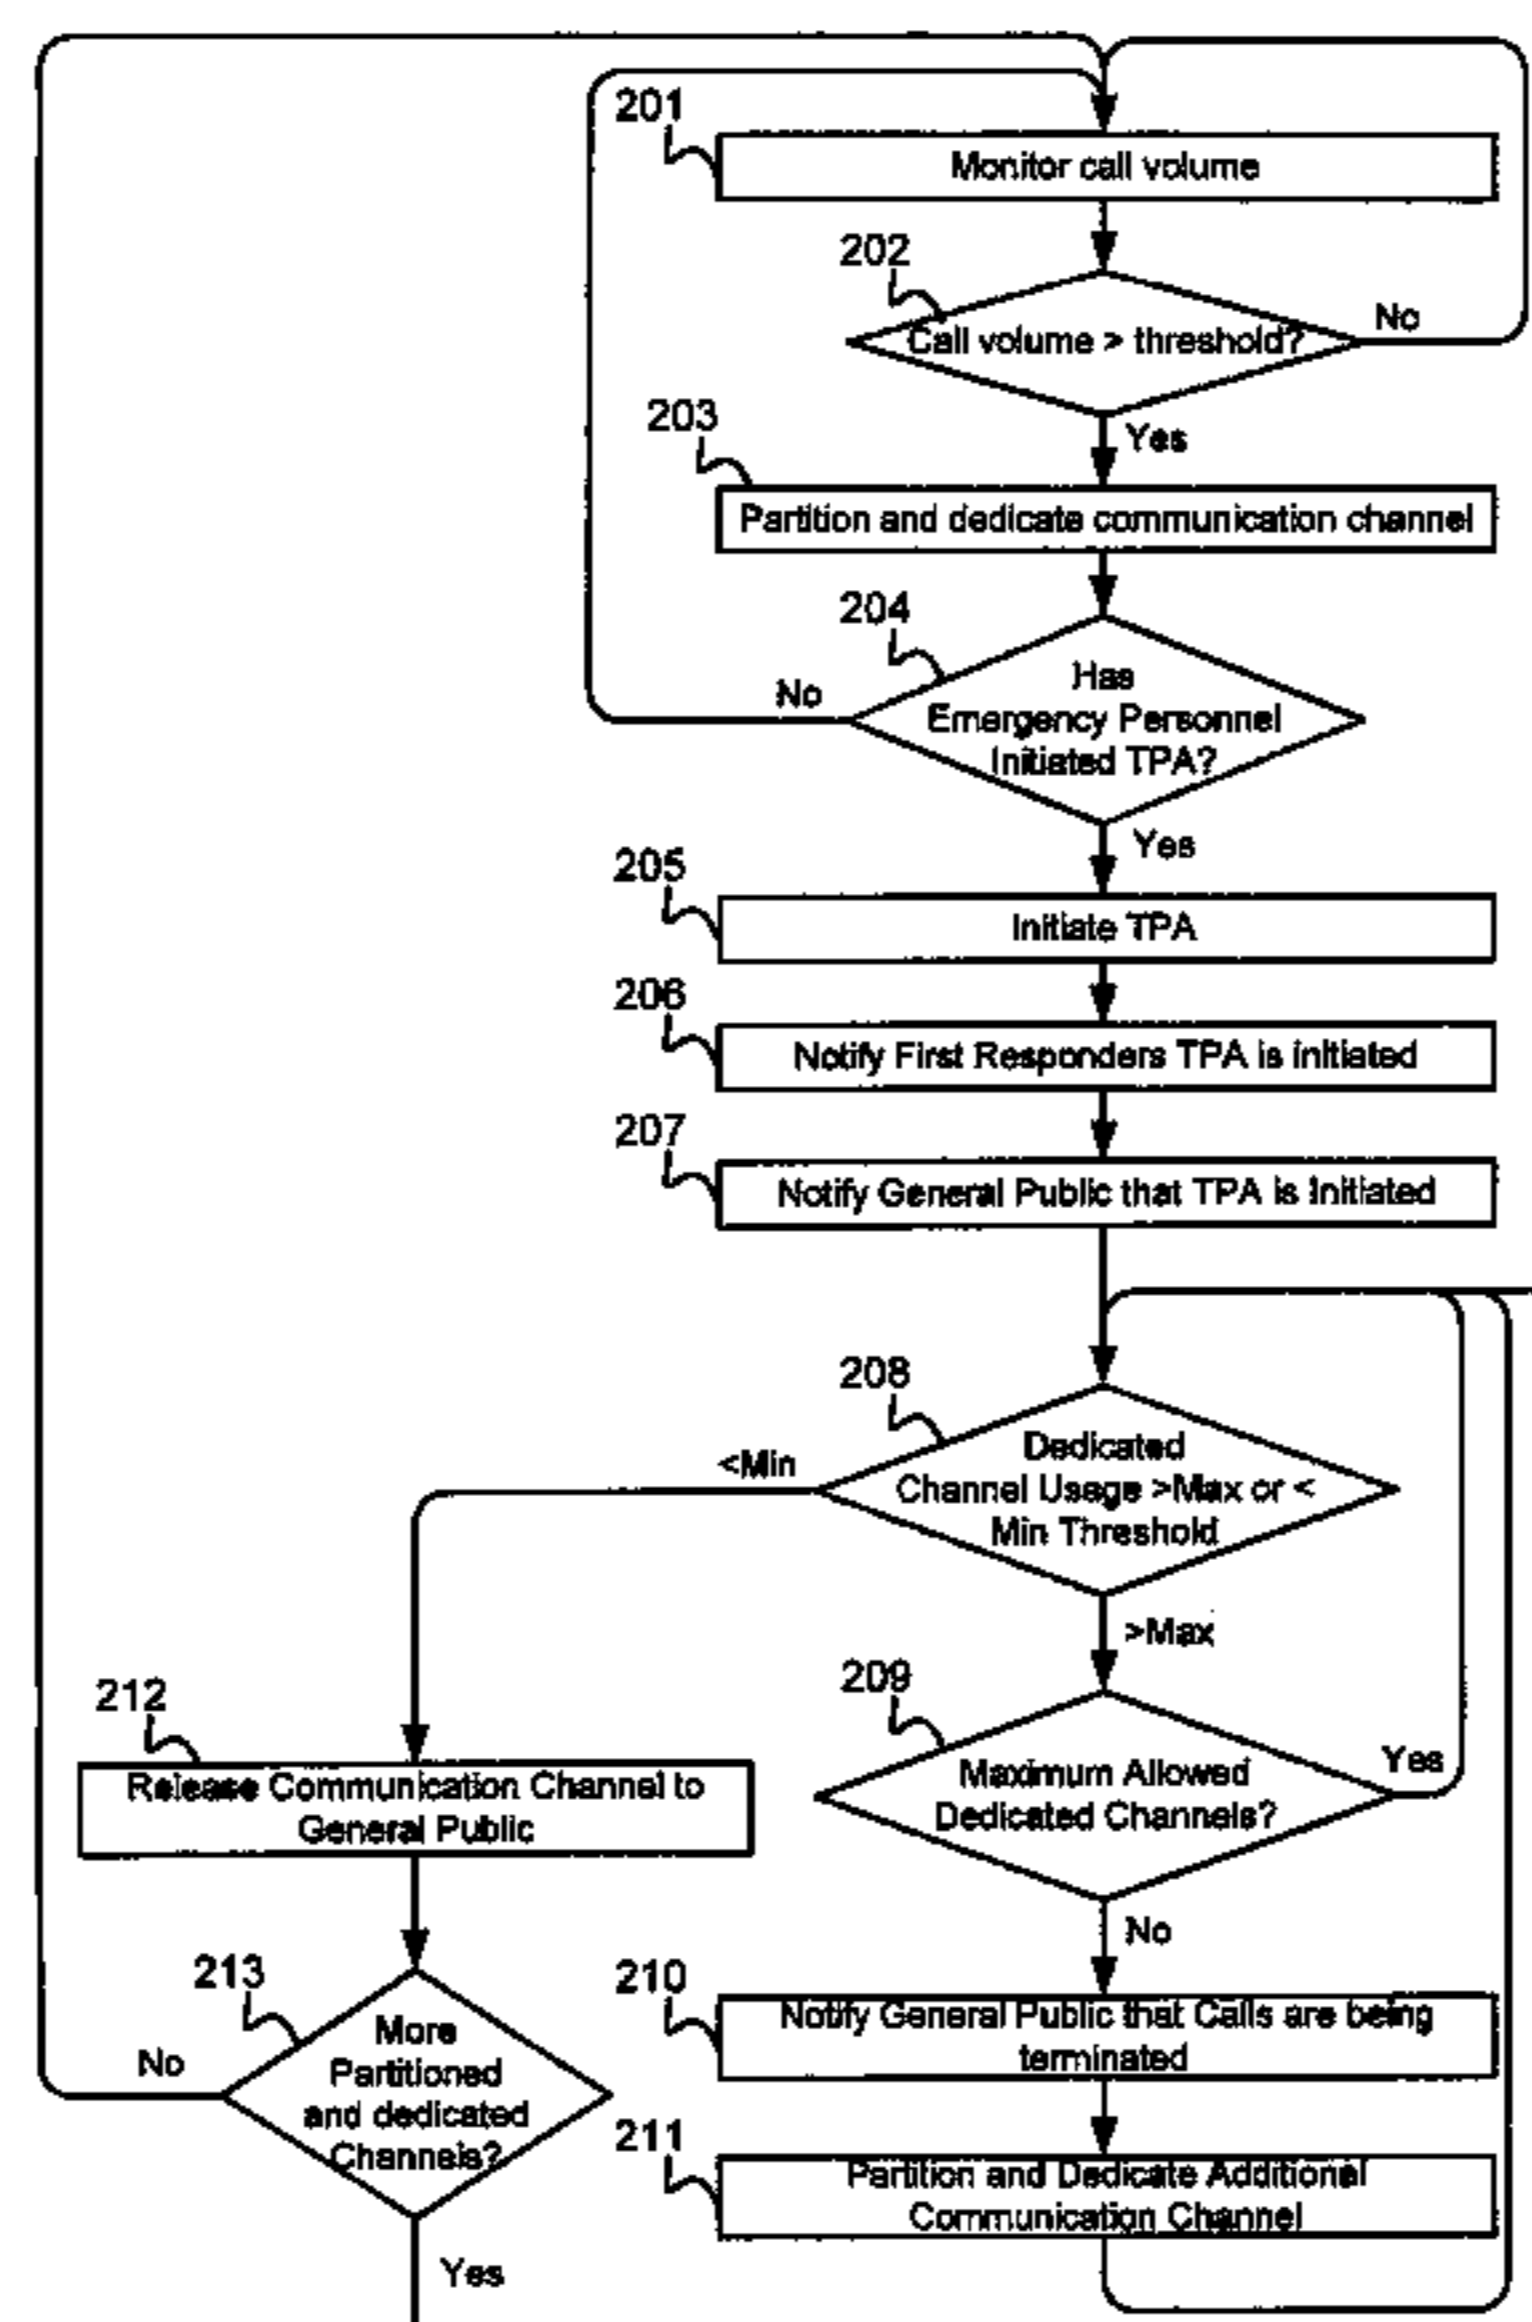 201
Monitor call volume
202
Call volume > threshold?
No
Yes
203
Partition and dedicate communication channel
204
Has
Emergency Personnel
Initiated TPA?
No
Yes
205
Initiate TPA
206
Notify First Responders TPA is initiated
207
Notify General Public that TPA is Initiated
208
Dedicated
Channel Usage >Max or <
Min Threshold
<Min
>Max
209
Maximum Allowed
Dedicated Channels?
Yes
No
212
Release Communication Channel to
General Public
213
More
Partitioned
and dedicated
Channels?
No
Yes
210
Notify General Public that Calls are being
terminated
211
Partition and Dedicate Additional
Communication Channel